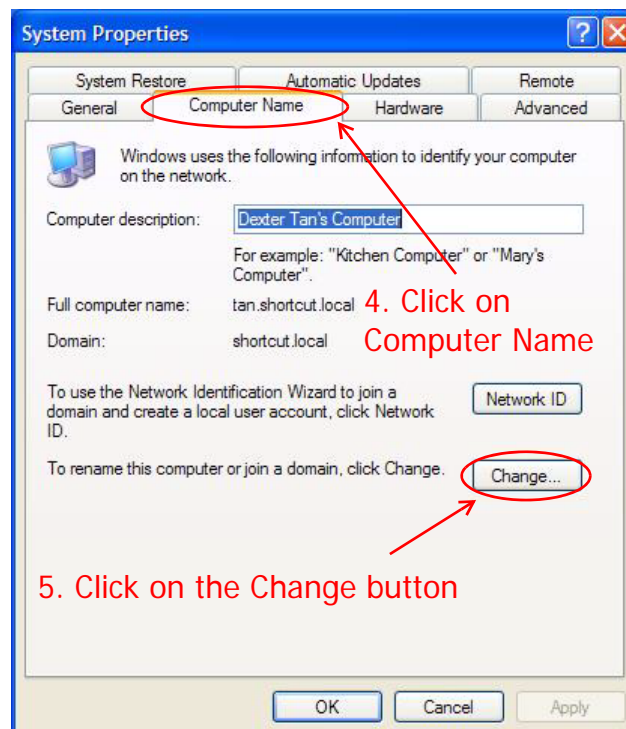 System Properties
System Restore
Automatic Updates
Remote
General
Computer Name
Hardware
Advanced
Windows uses the following information to identify your computer
on the network.
Computer description:
Dexter Tan's Computer
For example: "Kitchen Computer" or "Mary's
Computer".
Full computer name:
tan.shortcut.local
4. Click on
Computer Name
Domain:
shortcut.local
To use the Network Identification Wizard to join a
domain and create a local user account, click Network
ID.
Network ID
To rename this computer or join a domain, click Change.
Change...
5. Click on the Change button
OK
Cancel
Apply